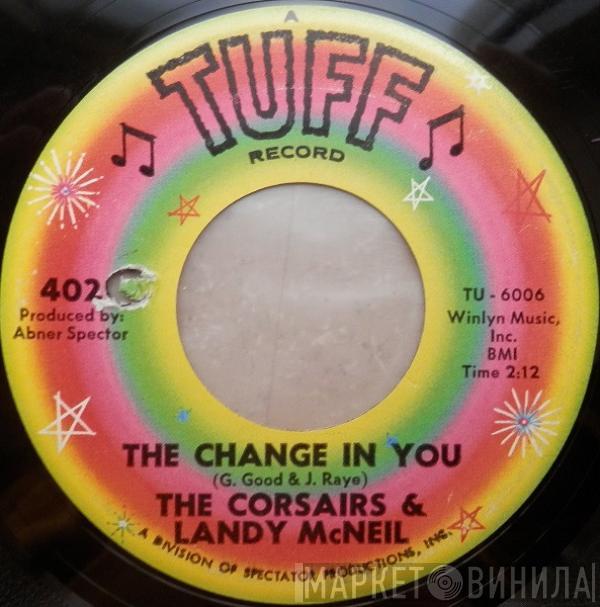 A
TUFF
RECORD
402
Produced by:
Abner Spector
TU - 6006
Winlyn Music,
Inc.
BMI
Time 2:12
THE CHANGE IN YOU
(G. Good & J. Raye)
THE CORSAIRS &
LANDY McNEIL
A DIVISION OF SPECTATOR PRODUCTIONS, INC.
МАРКЕТ ВИНИЛА